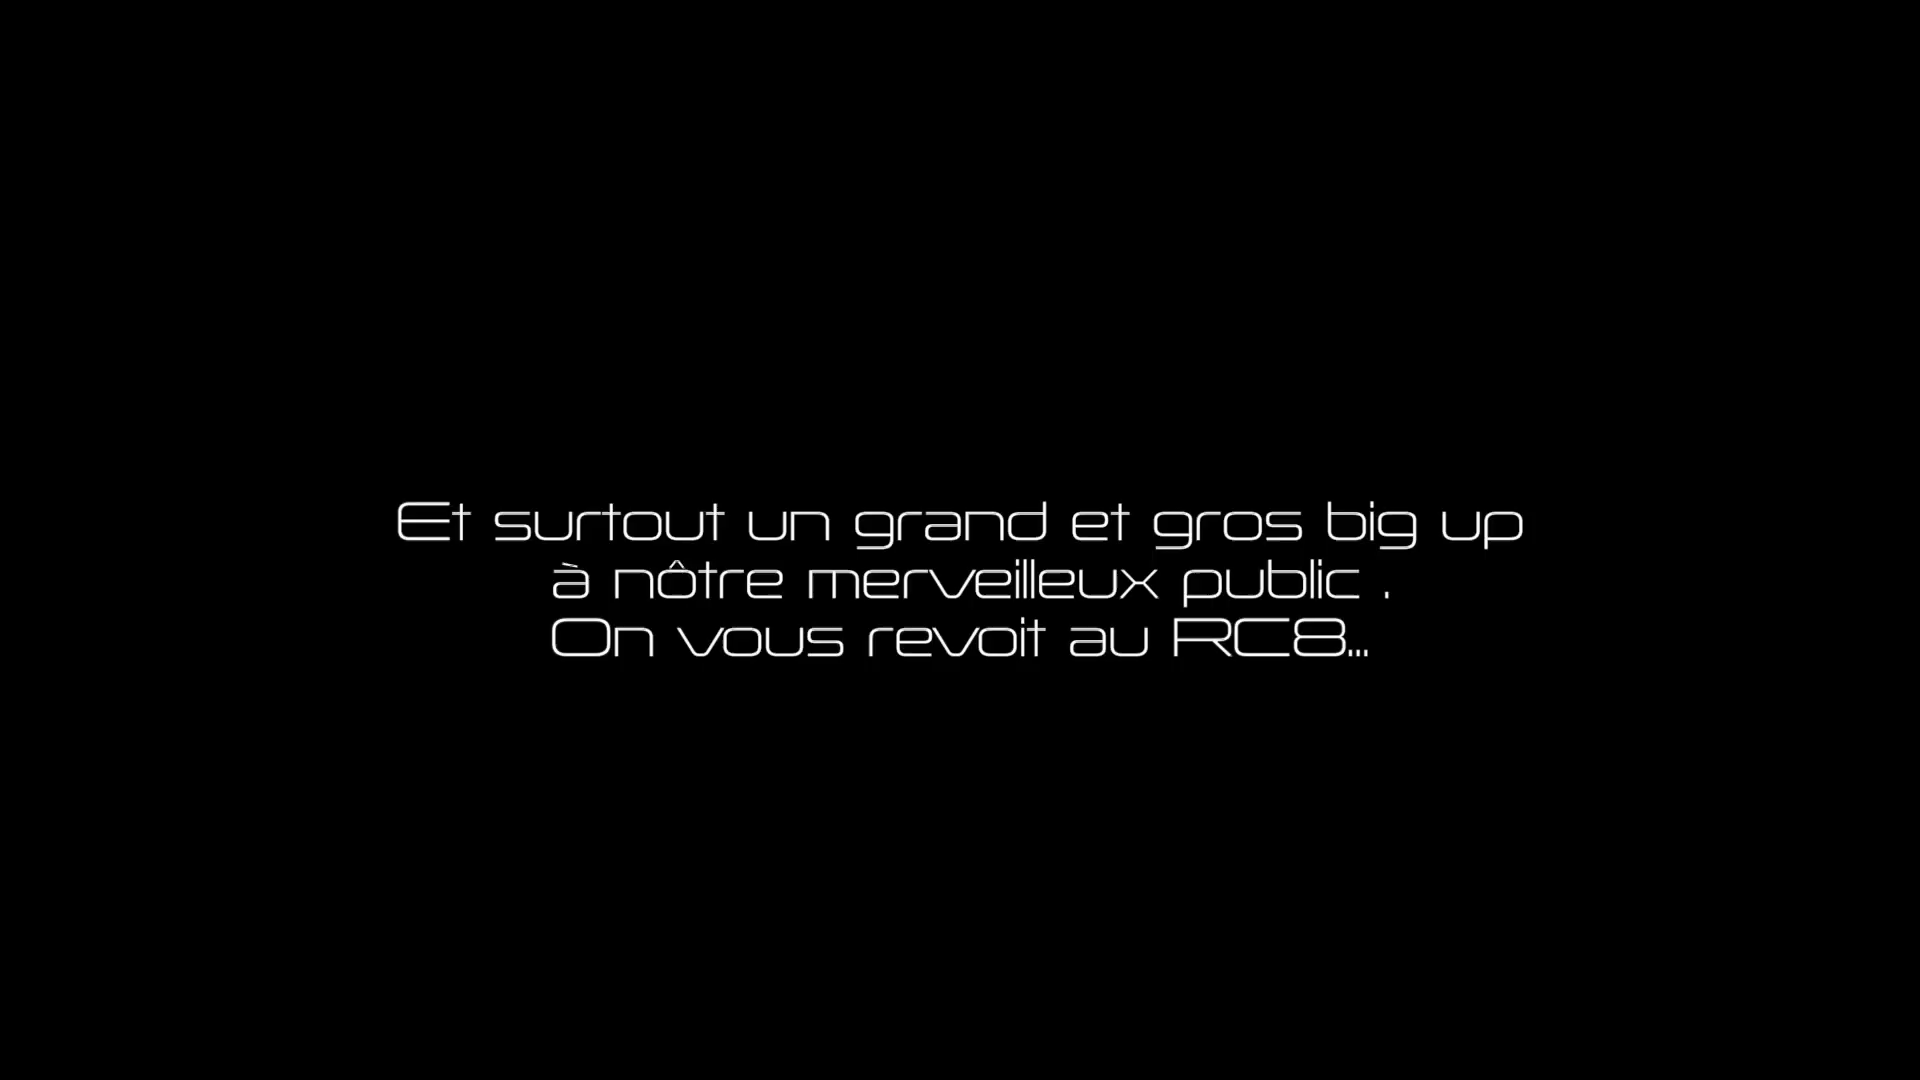 Et surtout un grand et gros big up
à nôtre merveilleux public .
On vous revoit au RC8...